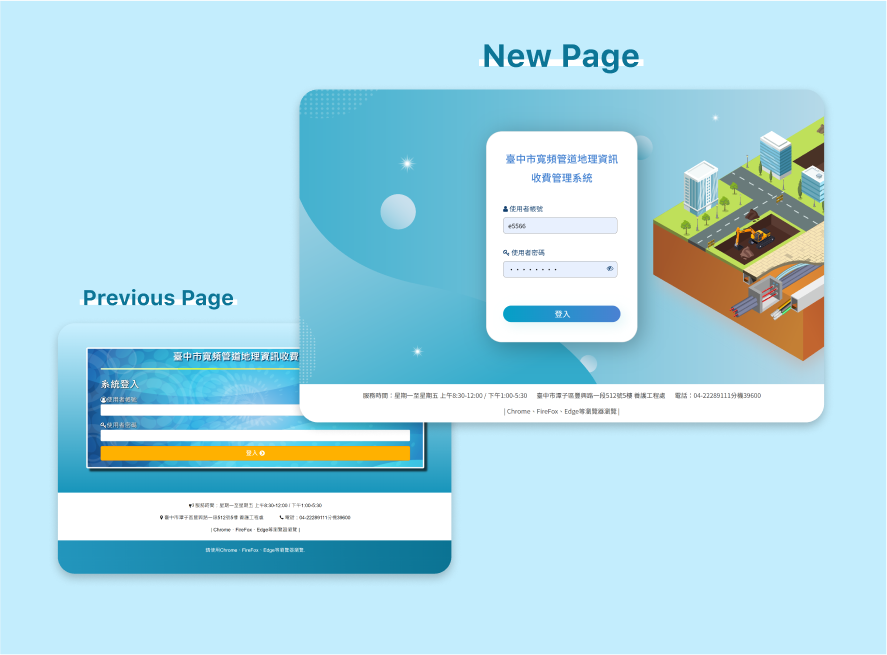 New Page
臺中市寬頻管道地理資訊
收費管理系統
使用者帳號
e5566
使用者密碼
登入
服務時間：星期一至星期五 上午8:30-12:00 / 下午1:00-5:30 臺中市潭子區豐興路一段512號5樓 養護工程處 電話：04-22289111分機39600
| Chrome、FireFox、Edge等瀏覽器瀏覽 |
Previous Page
臺中市寬頻管道地理資訊收費
系統登入
使用者帳號
使用者密碼
登入
服務時間：星期一至星期五 上午8:30-12:00 / 下午1:00-5:30
臺中市潭子區豐興路一段512號5樓 養護工程處 電話：04-22289111分機39600
| Chrome、FireFox、Edge等瀏覽器瀏覽 |
請使用Chrome、FireFox、Edge等瀏覽器瀏覽.